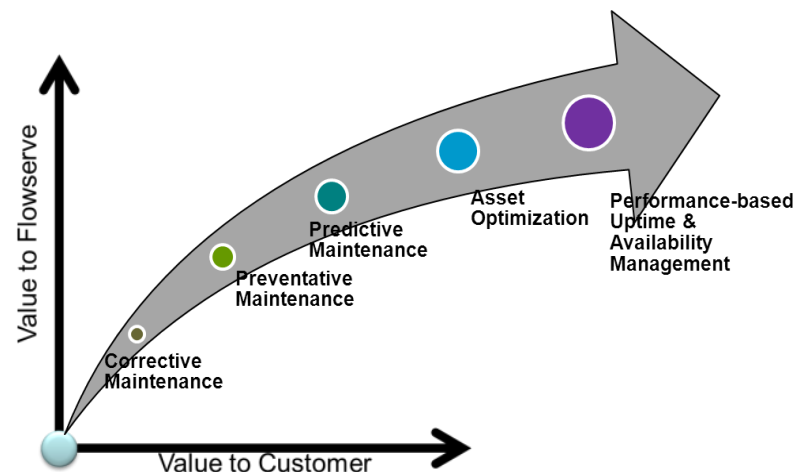 Value to Flowserve
Asset
Optimization
Performance-based
Uptime &
Availability
Management
Predictive
Maintenance
Preventative
Maintenance
Corrective
Maintenance
Value to Customer